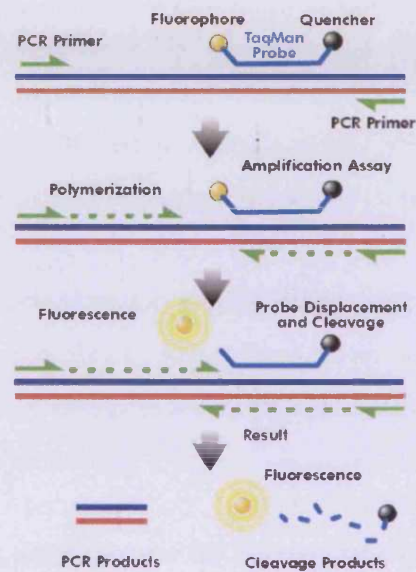 Fluorophore
Quencher
PCR Primer
TaqMan
Probe
PCR Primer
Amplification Assay
Polymerization
Fluorescence
Probe Displacement
and Cleavage
Result
Fluorescence
PCR Products
Cleavage Products